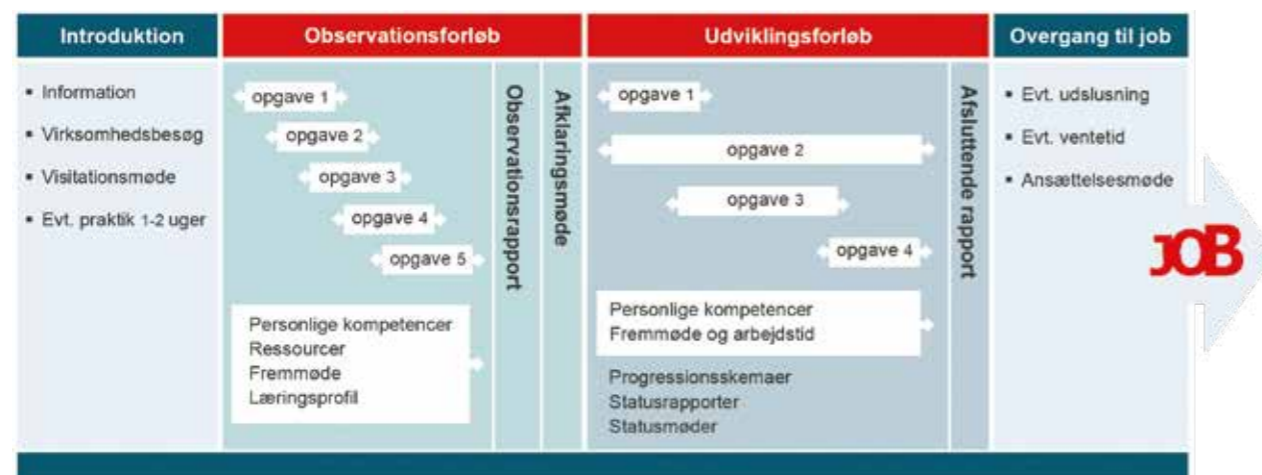 Introduktion
Observationsforløb
Udviklingsforløb
Overgang til job
▪ Information
▪ Virksomhedsbesøg
▪ Visitationsmøde
▪ Evt. praktik 1-2 uger
opgave 1
opgave 2
opgave 3
opgave 4
opgave 5
Personlige kompetencer
Ressourcer
Fremmøde
Læringsprofil
Observationsrapport
Afklaringsmøde
opgave 1
opgave 2
opgave 3
opgave 4
Personlige kompetencer
Fremmøde og arbejdstid
Progressionsskemaer
Statusrapporter
Statusmøder
Afsluttende rapport
▪ Evt. udslusning
▪ Evt. ventetid
▪ Ansættelsesmøde
JOB